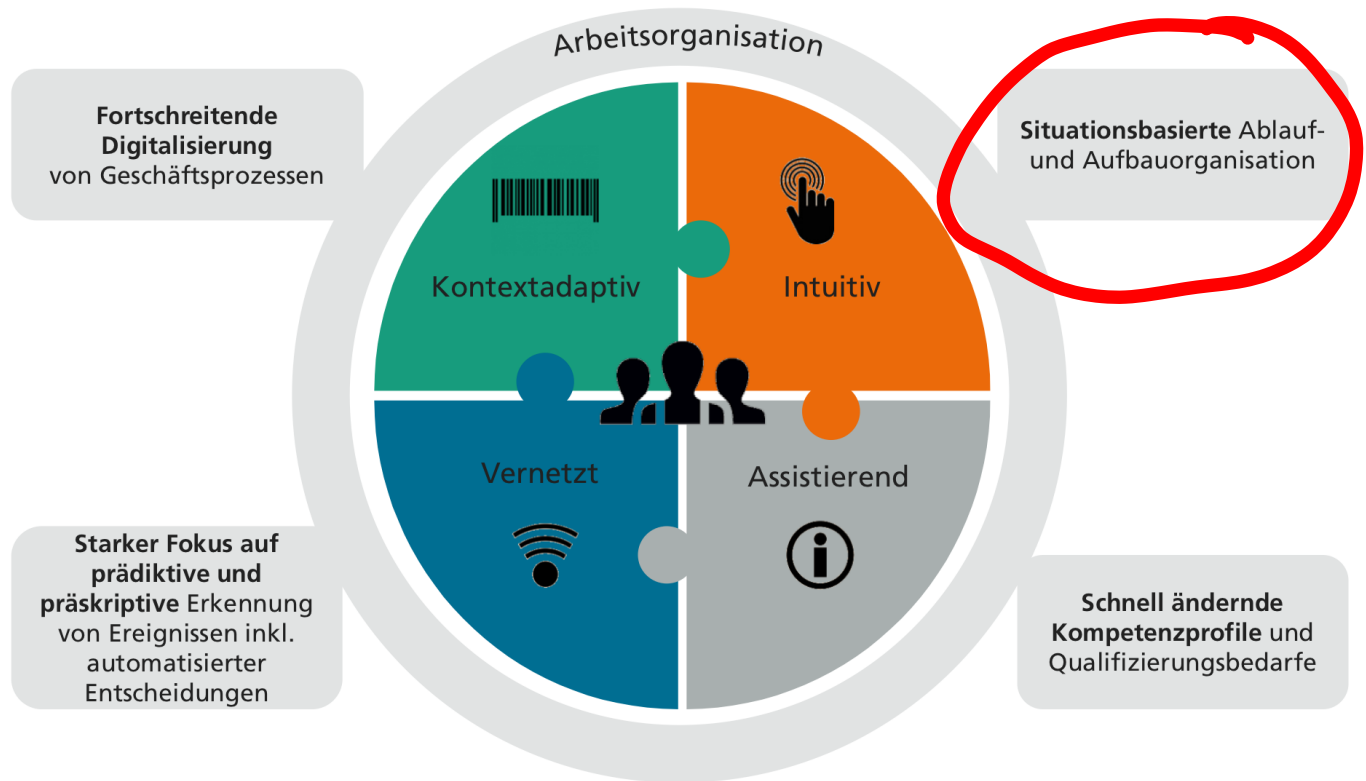 Arbeitsorganisation
Fortschreitende
Digitalisierung
von Geschäftsprozessen
Situationsbasierte Ablauf-
und Aufbauorganisation
Kontextadaptiv
Intuitiv
Vernetzt
Assistierend
Starker Fokus auf
prädiktive und
präskriptive Erkennung
von Ereignissen inkl.
automatisierter
Entscheidungen
Schnell ändernde
Kompetenzprofile und
Qualifizierungsbedarfe